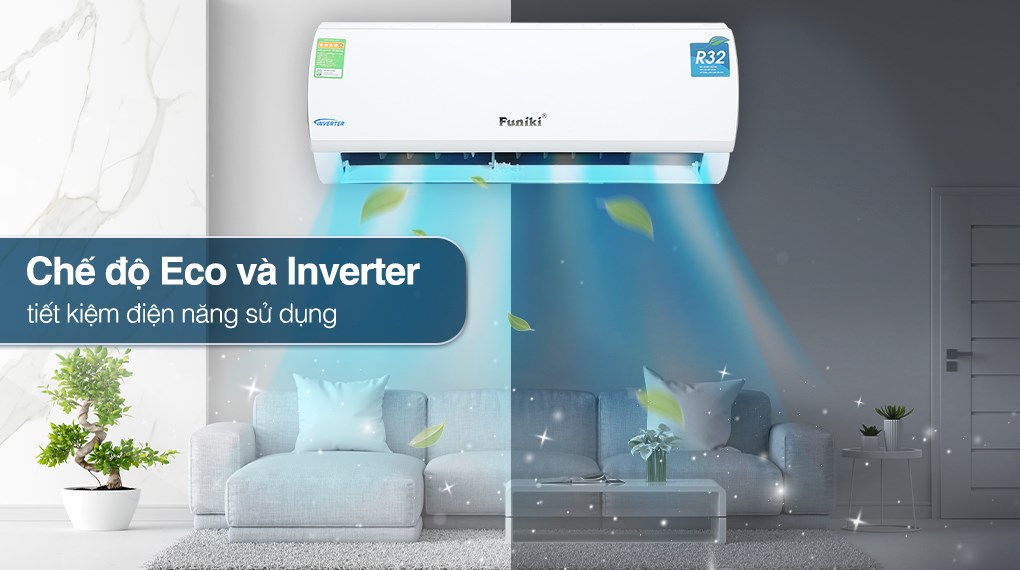 R32
INVERTER
Funiki®
Chế độ Eco và Inverter
tiết kiệm điện năng sử dụng